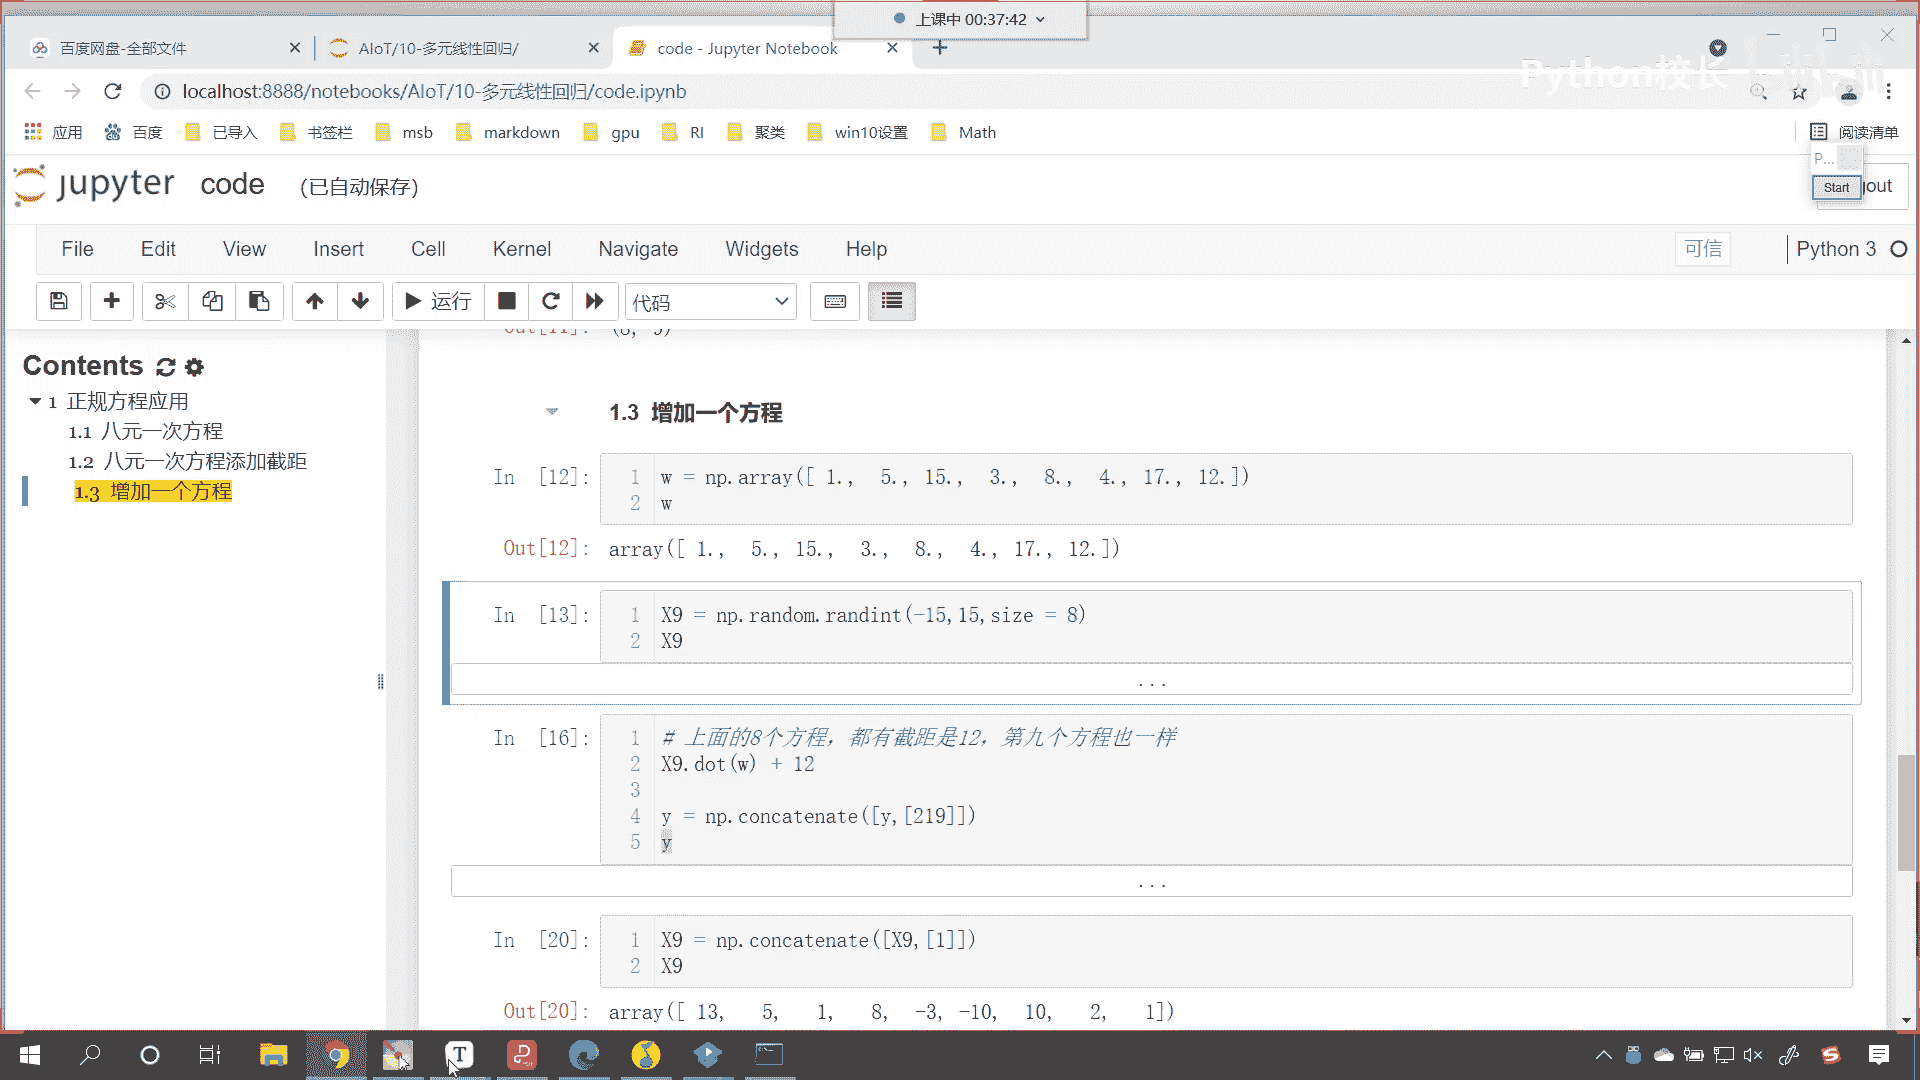 上课中 00:37:42
百度网盘-全部文件
AIoT/10-多元线性回归/
code - Jupyter Notebook
Python校长
localhost:8888/notebooks/AIoT/10-多元线性回归/code.ipynb
应用 百度 已导入 书签栏 msb markdown gpu RI 聚类 win10设置 Math 阅读清单
P...
Start
jupyter code (已自动保存) out
File Edit View Insert Cell Kernel Navigate Widgets Help 可信 Python 3
运行 代码
Contents
1 正规方程应用
1.1 八元一次方程
1.2 八元一次方程添加截距
1.3 增加一个方程
1.3 增加一个方程
In [12]: 1 w = np.array([ 1., 5., 15., 3., 8., 4., 17., 12.])
2 w
Out[12]: array([ 1., 5., 15., 3., 8., 4., 17., 12.])
In [13]: 1 X9 = np.random.randint(-15,15,size = 8)
2 X9
...
In [16]: 1 # 上面的8个方程，都有截距是12，第九个方程也一样
2 X9.dot(w) + 12
3
4 y = np.concatenate([y,[219]])
5 y
...
In [20]: 1 X9 = np.concatenate([X9,[1]])
2 X9
Out[20]: array([ 13, 5, 1, 8, -3, -10, 10, 2, 1])